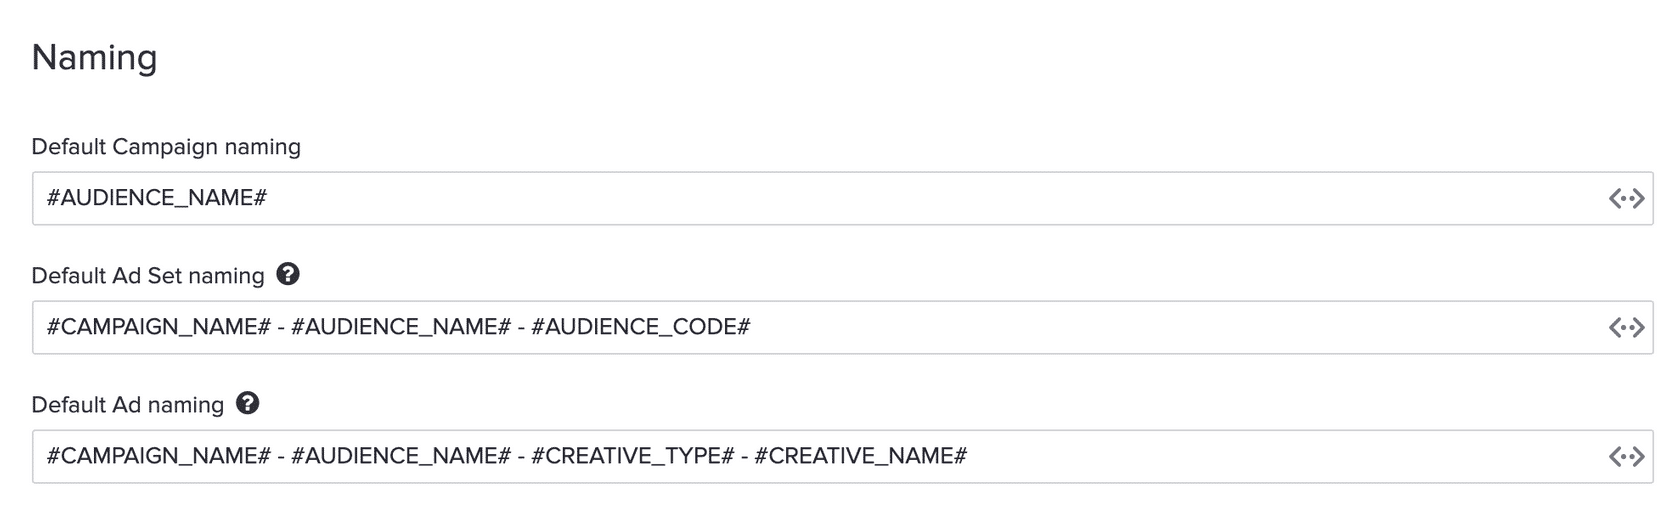 Naming
Default Campaign naming
#AUDIENCE_NAME#
Default Ad Set naming ?
#CAMPAIGN_NAME# - #AUDIENCE_NAME# - #AUDIENCE_CODE#
Default Ad naming ?
#CAMPAIGN_NAME# - #AUDIENCE_NAME# - #CREATIVE_TYPE# - #CREATIVE_NAME#